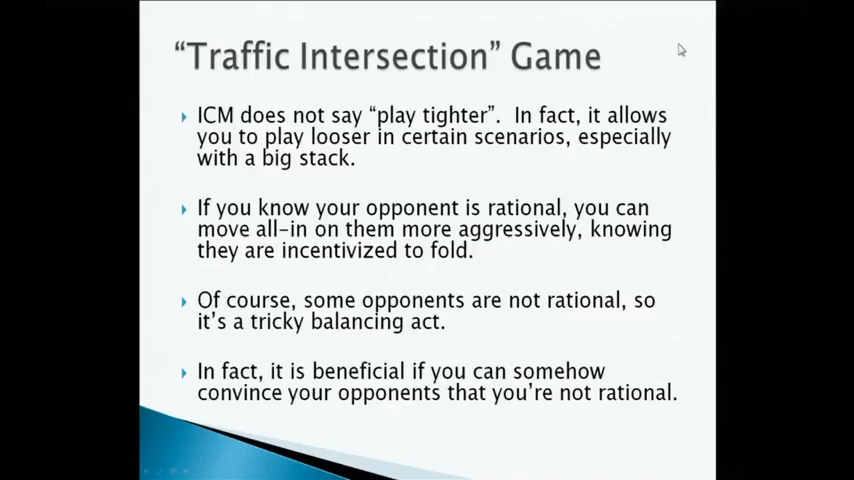 “Traffic Intersection” Game
ICM does not say “play tighter”. In fact, it allows
you to play looser in certain scenarios, especially
with a big stack.
If you know your opponent is rational, you can
move all-in on them more aggressively, knowing
they are incentivized to fold.
Of course, some opponents are not rational, so
it’s a tricky balancing act.
In fact, it is beneficial if you can somehow
convince your opponents that you’re not rational.